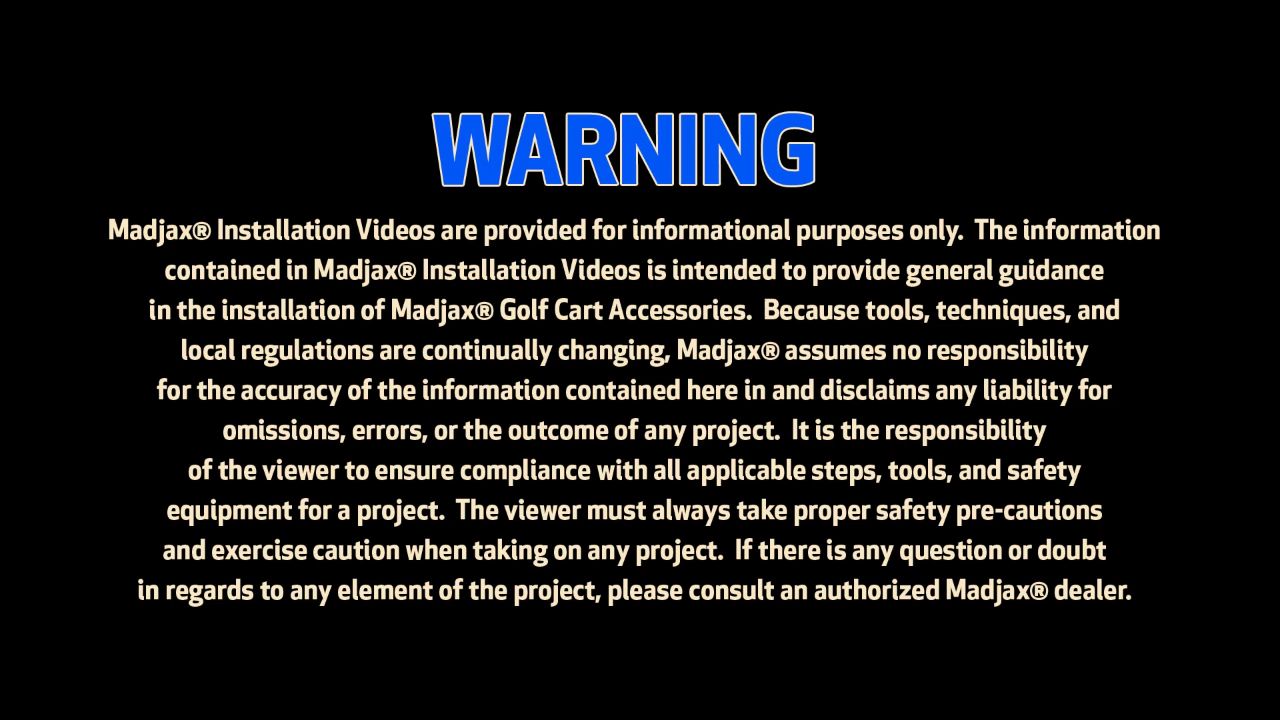 WARNING
Madjax® Installation Videos are provided for informational purposes only.  The information
contained in Madjax® Installation Videos is intended to provide general guidance
in the installation of Madjax® Golf Cart Accessories.  Because tools, techniques, and
local regulations are continually changing, Madjax® assumes no responsibility
for the accuracy of the information contained here in and disclaims any liability for
omissions, errors, or the outcome of any project.  It is the responsibility
of the viewer to ensure compliance with all applicable steps, tools, and safety
equipment for a project.  The viewer must always take proper safety pre-cautions
and exercise caution when taking on any project.  If there is any question or doubt
in regards to any element of the project, please consult an authorized Madjax® dealer.